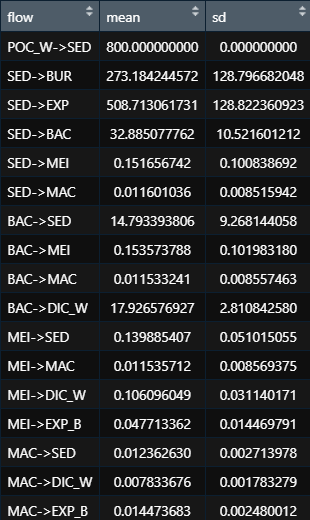 flow mean sd
POC_W->SED 800.000000000 0.000000000
SED->BUR 273.184244572 128.796682048
SED->EXP 508.713061731 128.822360923
SED->BAC 32.885077762 10.521601212
SED->MEI 0.151656742 0.100838692
SED->MAC 0.011601036 0.008515942
BAC->SED 14.793393806 9.268144058
BAC->MEI 0.153573788 0.101983180
BAC->MAC 0.011533241 0.008557463
BAC->DIC_W 17.926576927 2.810842580
MEI->SED 0.139885407 0.051015055
MEI->MAC 0.011535712 0.008569375
MEI->DIC_W 0.106096049 0.031140171
MEI->EXP_B 0.047713362 0.014469791
MAC->SED 0.012362630 0.002713978
MAC->DIC_W 0.007833676 0.001783279
MAC->EXP_B 0.014473683 0.002480012